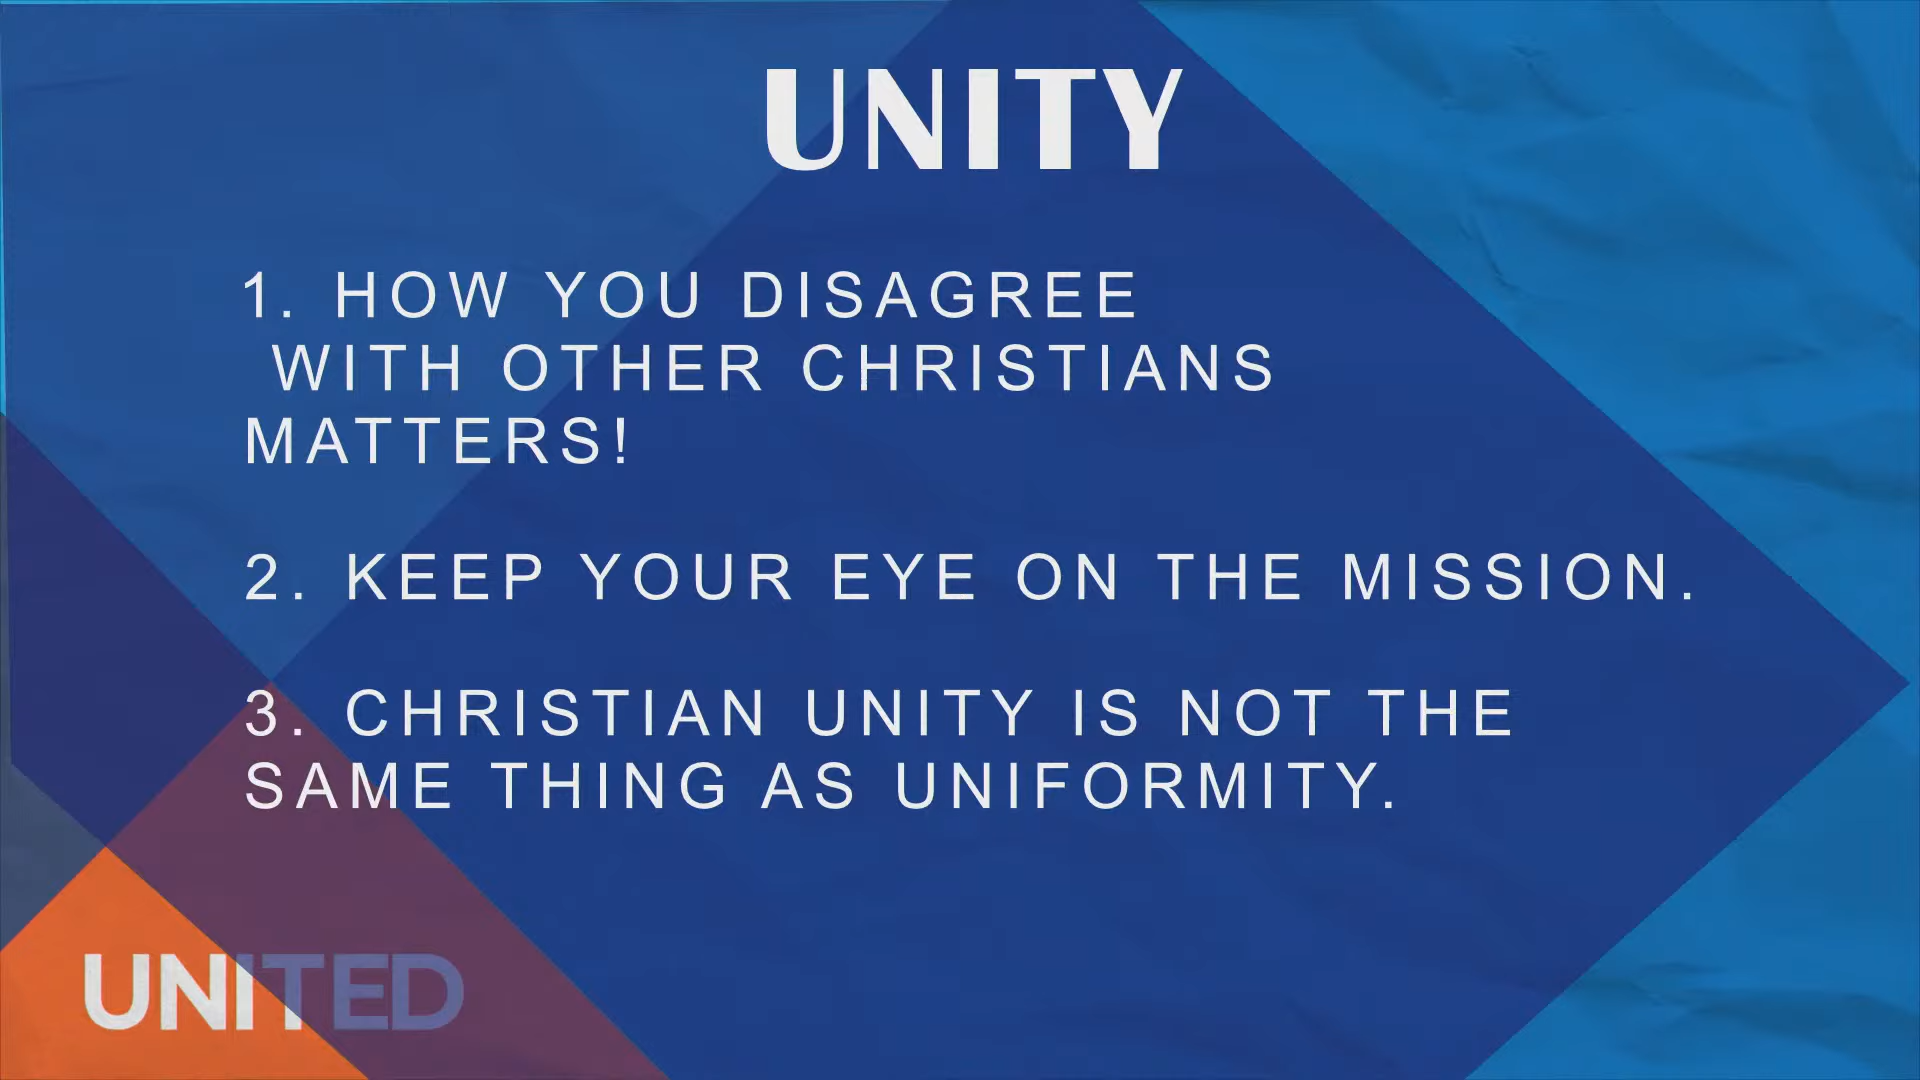 UNITY
1. HOW YOU DISAGREE
WITH OTHER CHRISTIANS
MATTERS!
2. KEEP YOUR EYE ON THE MISSION.
3. CHRISTIAN UNITY IS NOT THE
SAME THING AS UNIFORMITY.
UNITED